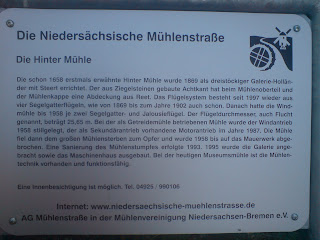 Die Niedersächsische Mühlenstraße
Die Hinter Mühle
Die schon 1638 erstmals erwähnte Hinter Mühle wurde 1869 als dreistöckiger Galerie-Hollän-
der mit Steert errichtet. Der aus Ziegelsteinen gebaute Achtkant hat beim Mühlenoberteil und
der Mühlenkappe eine Abdeckung aus Reet. Das Flügelsystem besteht seit 1997 wieder aus
vier Segelgatterflügeln, wie von 1869 bis zum Jahre 1902 auch schon. Danach hatte die Wind-
mühle bis 1958 je zwei Segelgatter- und Jalousieflügel. Der Flügeldurchmesser, auch Flucht
genannt, beträgt 25,05 m. Bei der als Getreidemühle betriebenen Mühle wurde der Windantrieb
1958 stillgelegt, der als Sekundärantrieb vorhandene Motorantrieb im Jahre 1987. Die Mühle
fiel dann dem großen Mühlensterben zum Opfer und wurde 1958 bis auf das Mauerwerk abge-
brochen. Eine Sanierung des Mühlenstumpfes erfolgte 1993. 1995 wurde die Galerie ange-
bracht sowie das Maschinenhaus ausgebaut. Bei der heutigen Museumsmühle ist die Mühlen-
technik vorhanden und funktionsfähig.
Eine Innenbesichtigung ist möglich. Tel. 04925 / 990106
Internet: www.niedersaechsische-muehlenstrasse.de
AG Mühlenstraße in der Mühlenvereinigung Niedersachsen-Bremen e.V.